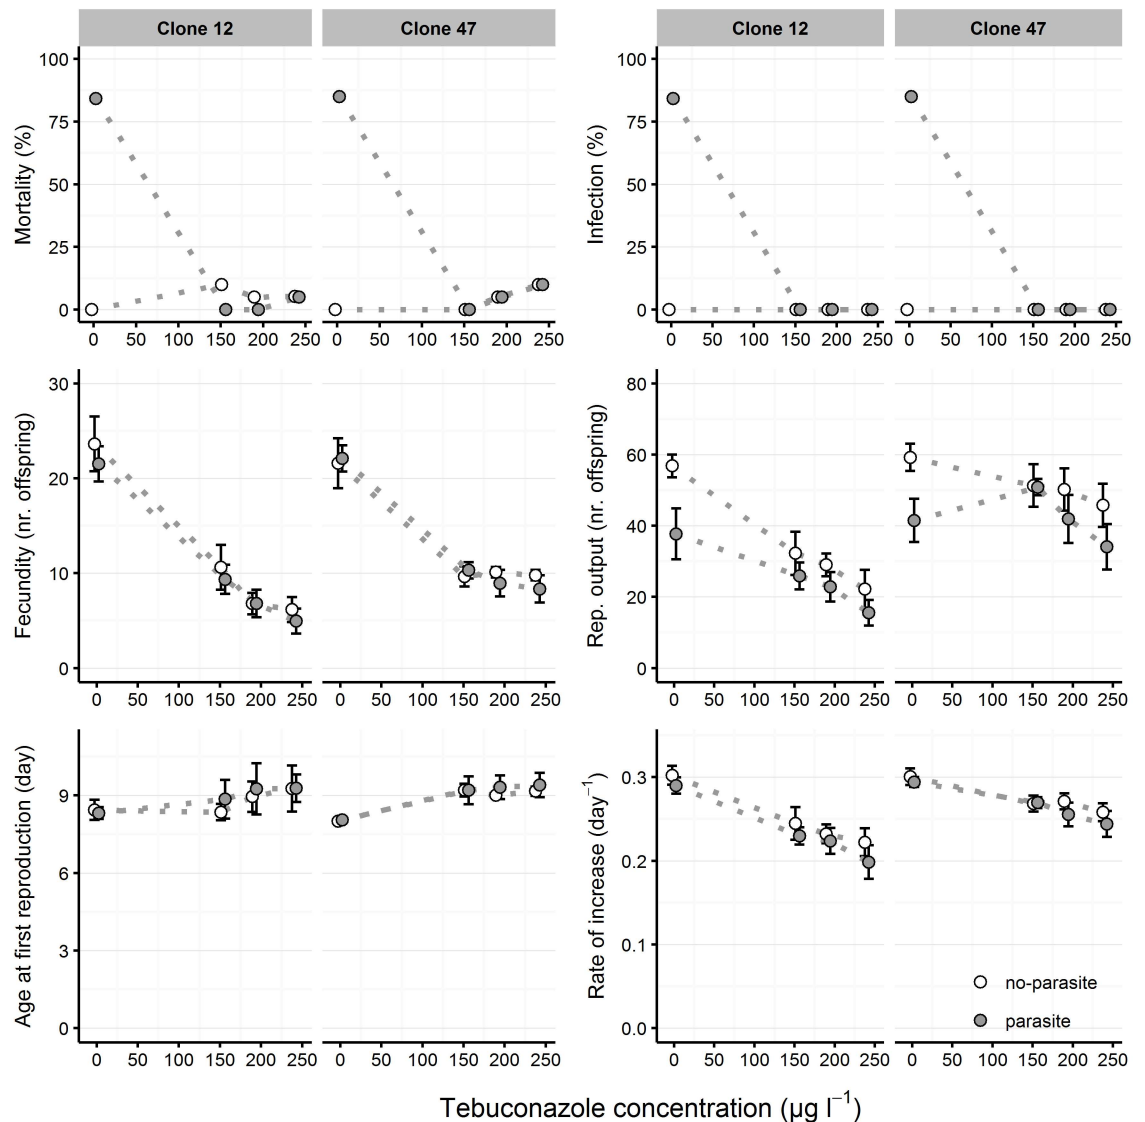 Clone 12 Clone 47 Clone 12 Clone 47
Mortality (%)
100
75
50
25
0
0 50 100 150 200 250 0 50 100 150 200 250
Infection (%)
100
75
50
25
0
0 50 100 150 200 250 0 50 100 150 200 250
Fecundity (nr. offspring)
30
20
10
0
0 50 100 150 200 250 0 50 100 150 200 250
Rep. output (nr. offspring)
80
60
40
20
0
0 50 100 150 200 250 0 50 100 150 200 250
Age at first reproduction (day)
9
6
3
0
0 50 100 150 200 250 0 50 100 150 200 250
Rate of increase (day⁻¹)
0.3
0.2
0.1
0.0
no-parasite
parasite
0 50 100 150 200 250 0 50 100 150 200 250
Tebuconazole concentration (µg l⁻¹)